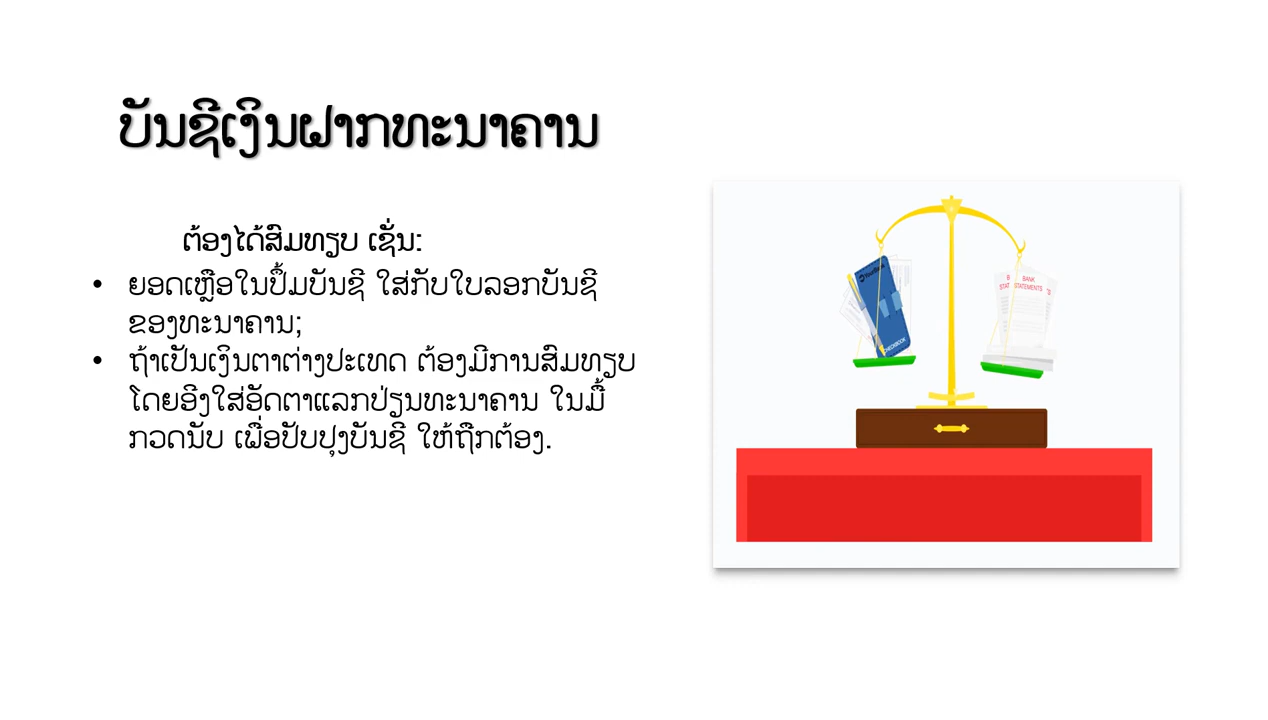 ບັນຊີເງິນຝາກທະນາຄານ
ຕ້ອງໄດ້ສົມທຽບ ເຊັ່ນ:
• ຍອດເຫຼືອໃນປຶ້ມບັນຊີ ໃສ່ກັບໃບລອກບັນຊີ
ຂອງທະນາຄານ;
• ຖ້າເປັນເງິນຕາຕ່າງປະເທດ ຕ້ອງມີການສົມທຽບ
ໂດຍອີງໃສ່ອັດຕາແລກປ່ຽນທະນາຄານ ໃນມື້
ກວດນັບ ເພື່ອປັບປຸງບັນຊີ ໃຫ້ຖືກຕ້ອງ.
CHECKBOOK
BANK
STATEMENTS